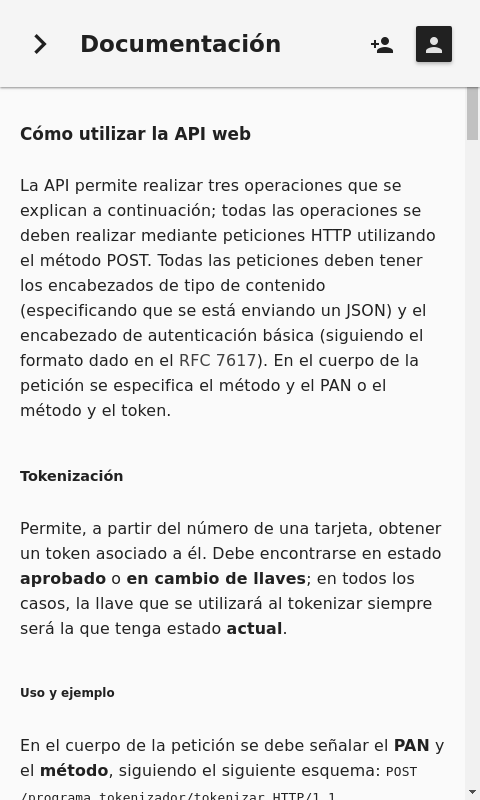 Documentación
Cómo utilizar la API web
La API permite realizar tres operaciones que se
explican a continuación; todas las operaciones se
deben realizar mediante peticiones HTTP utilizando
el método POST. Todas las peticiones deben tener
los encabezados de tipo de contenido
(especificando que se está enviando un JSON) y el
encabezado de autenticación básica (siguiendo el
formato dado en el RFC 7617). En el cuerpo de la
petición se especifica el método y el PAN o el
método y el token.
Tokenización
Permite, a partir del número de una tarjeta, obtener
un token asociado a él. Debe encontrarse en estado
aprobado o en cambio de llaves; en todos los
casos, la llave que se utilizará al tokenizar siempre
será la que tenga estado actual.
Uso y ejemplo
En el cuerpo de la petición se debe señalar el PAN y
el método, siguiendo el siguiente esquema: POST
/programa_tokenizador/tokenizar HTTP/1.1